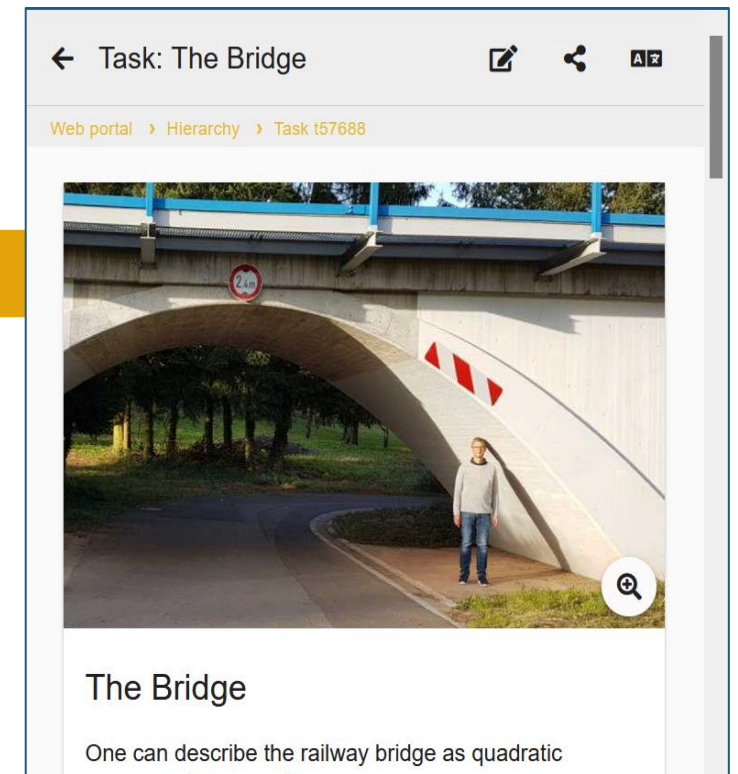 Task: The Bridge
Web portal › Hierarchy › Task t57688
2,4m
The Bridge
One can describe the railway bridge as quadratic